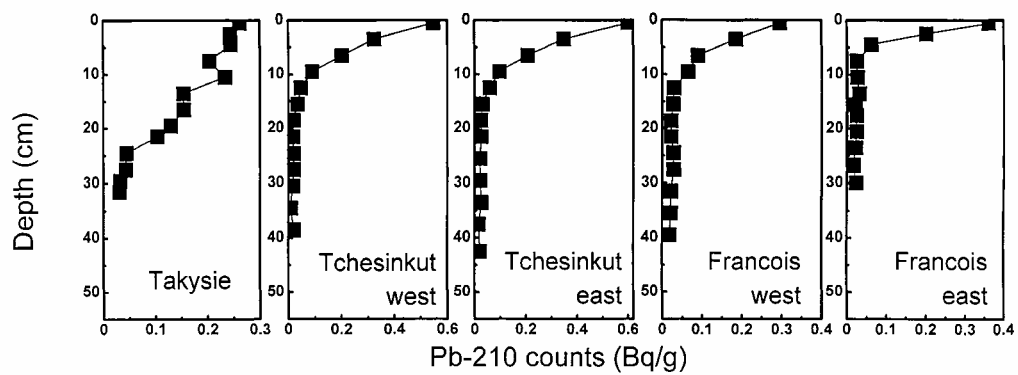 0 0 0 0 0
10 10 10 10 10
20 20 20 20 20
30 30 30 30 30
40 40 40 40 40
50 50 50 50 50
Depth (cm)
Takysie
Tchesinkut
west
Tchesinkut
east
Francois
west
Francois
east
0 0.1 0.2 0.3
0 0.2 0.4 0.6
0 0.2 0.4 0.6
0 0.1 0.2 0.3 0.4
0 0.1 0.2 0.3 0.4
Pb-210 counts (Bq/g)